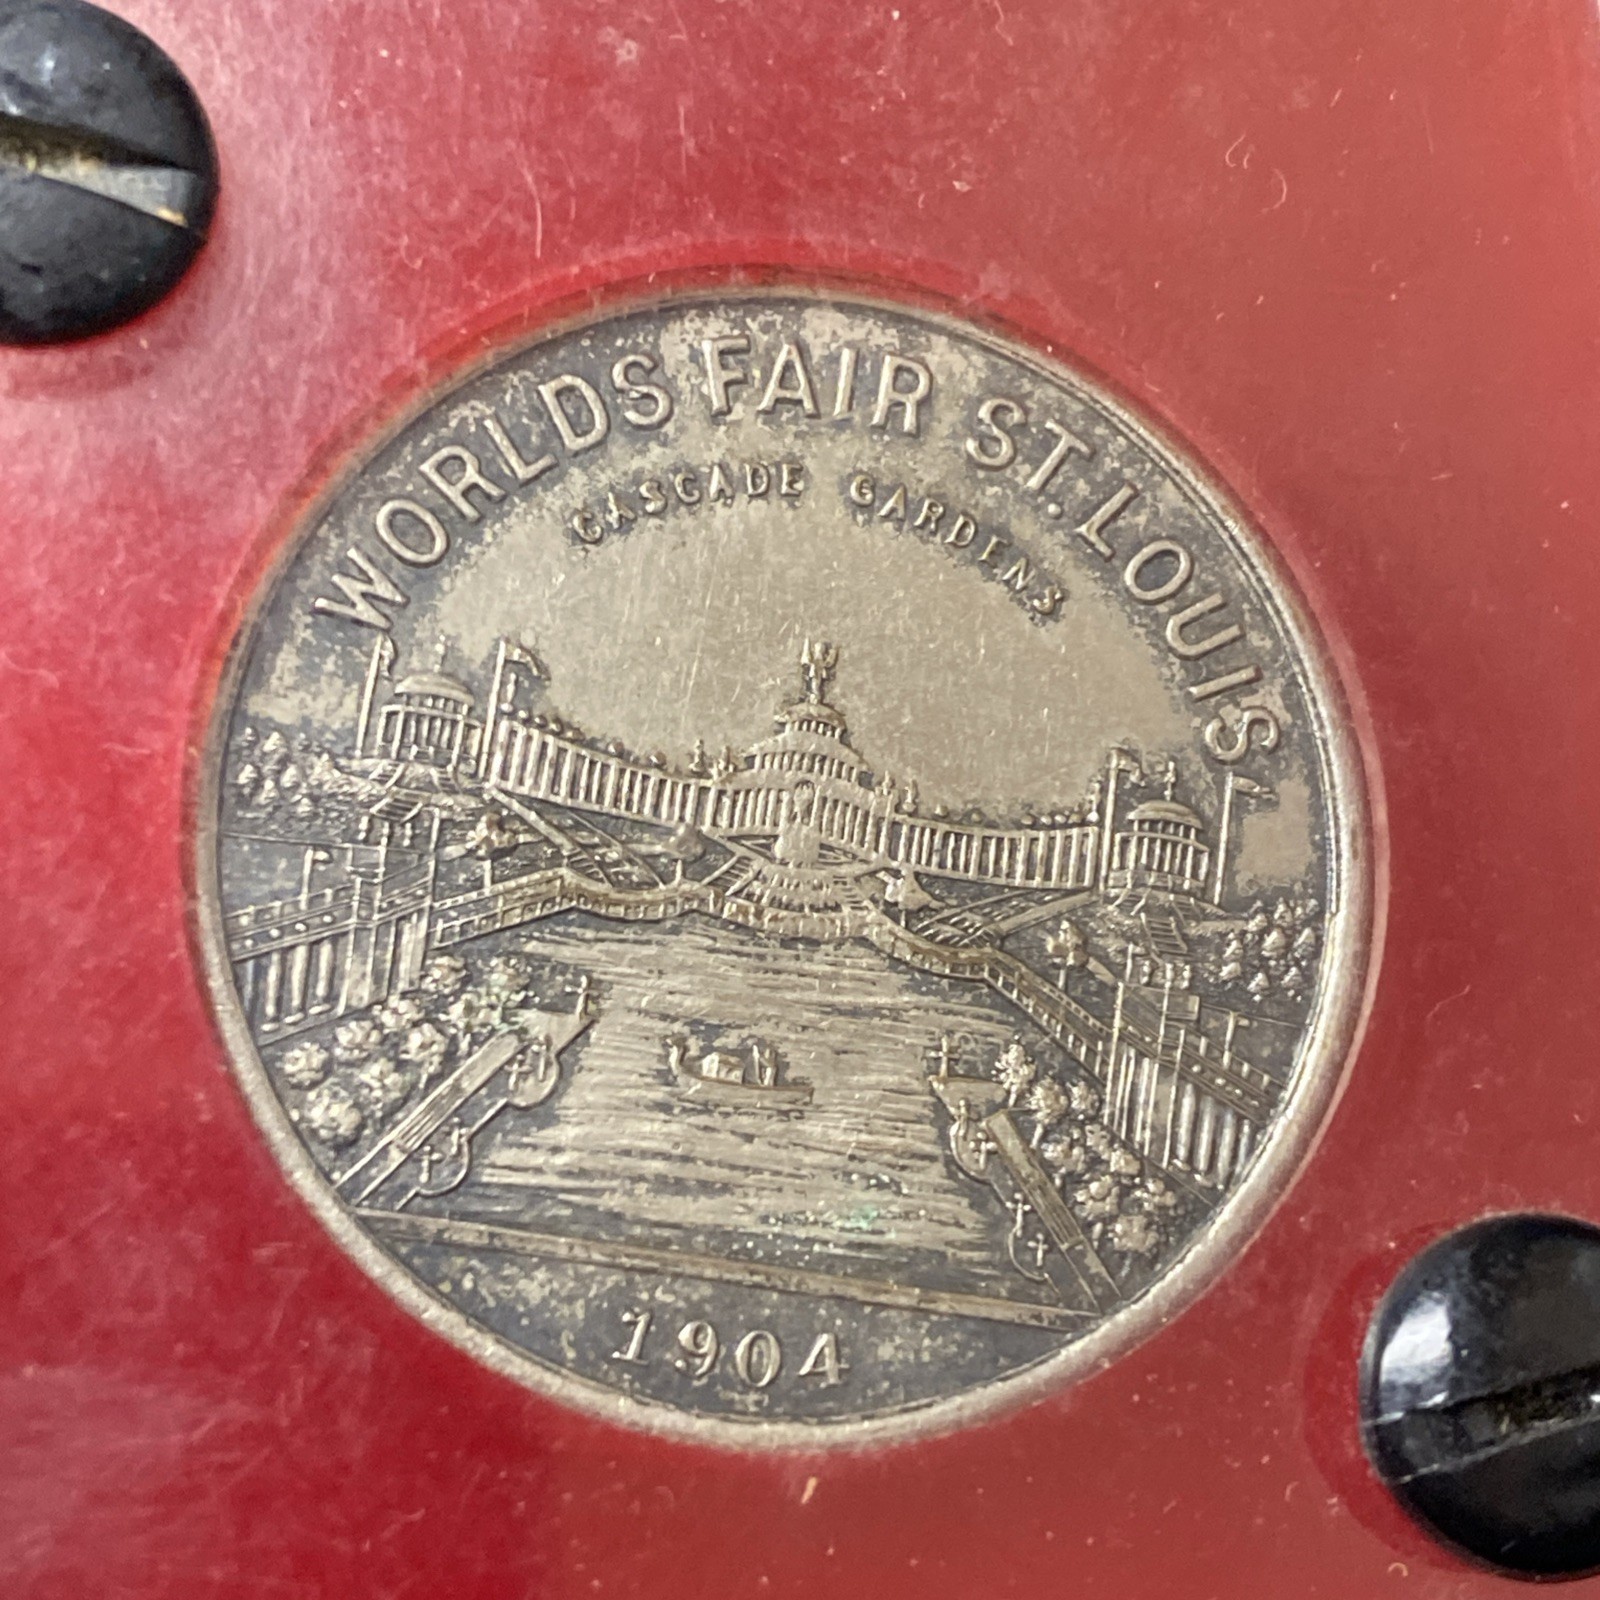 WORLDS FAIR ST. LOUIS,
CASCADE GARDENS
1904